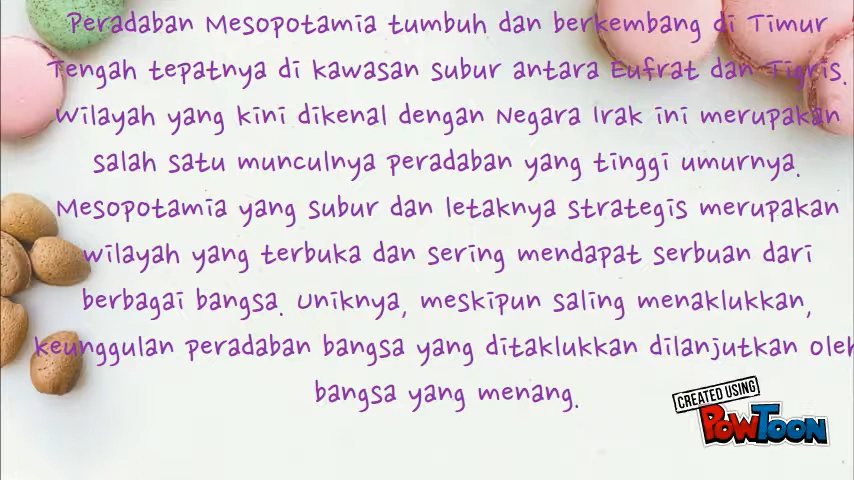 Peradaban Mesopotamia tumbuh dan berkembang di Timur
Tengah tepatnya di kawasan subur antara Eufrat dan Tigris.
Wilayah yang kini dikenal dengan Negara Irak ini merupakan
salah satu munculnya peradaban yang tinggi umurnya.
Mesopotamia yang subur dan letaknya strategis merupakan
wilayah yang terbuka dan sering mendapat serbuan dari
berbagai bangsa. Uniknya, meskipun saling menaklukkan,
keunggulan peradaban bangsa yang ditaklukkan dilanjutkan oleh
bangsa yang menang.
CREATED USING
POWTOON